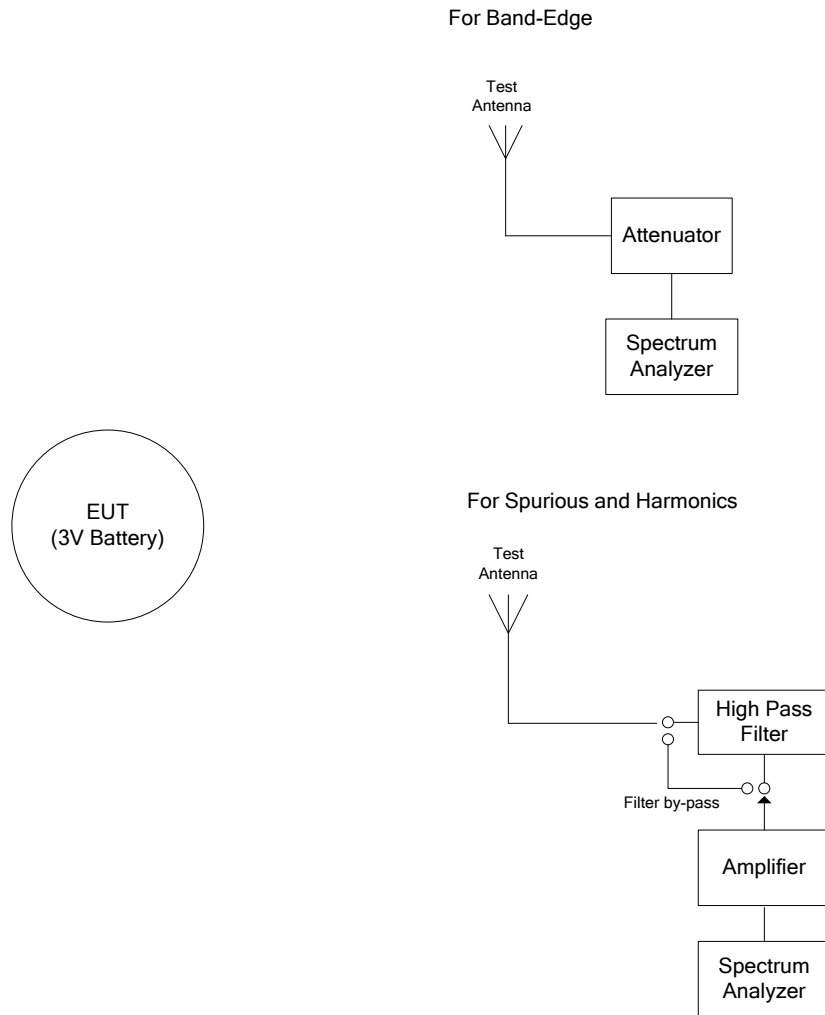 For Band-Edge
Test
Antenna
Attenuator
Spectrum
Analyzer
EUT
(3V Battery)
For Spurious and Harmonics
Test
Antenna
High Pass
Filter
Filter by-pass
Amplifier
Spectrum
Analyzer